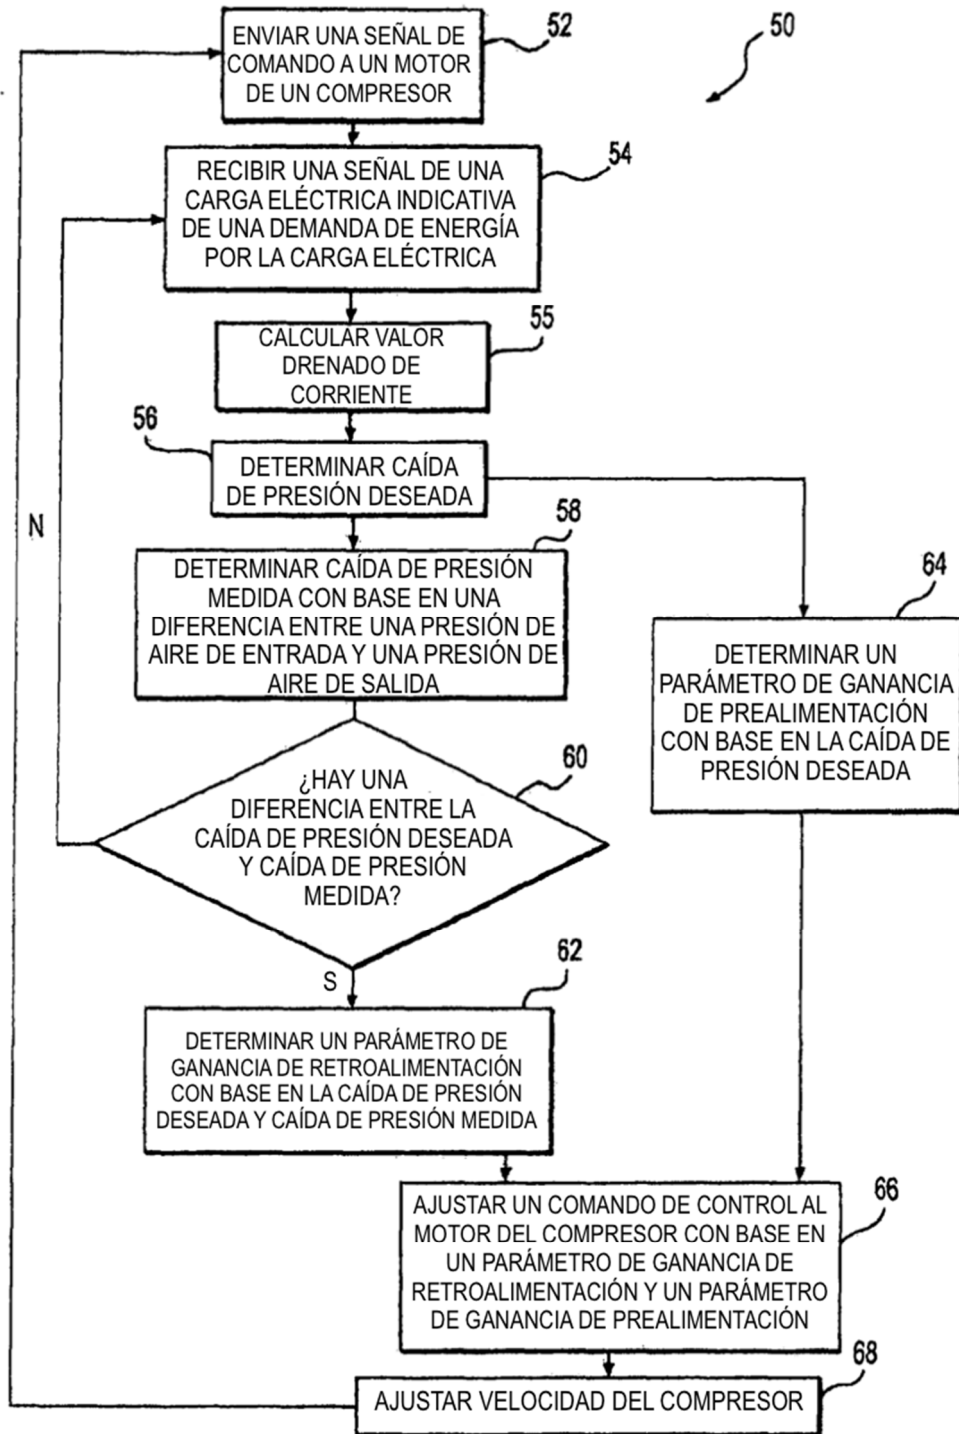 50
52
ENVIAR UNA SEÑAL DE
COMANDO A UN MOTOR
DE UN COMPRESOR
54
RECIBIR UNA SEÑAL DE UNA
CARGA ELÉCTRICA INDICATIVA
DE UNA DEMANDA DE ENERGÍA
POR LA CARGA ELÉCTRICA
55
CALCULAR VALOR
DRENADO DE
CORRIENTE
56
DETERMINAR CAÍDA
DE PRESIÓN DESEADA
58
DETERMINAR CAÍDA DE PRESIÓN
MEDIDA CON BASE EN UNA
DIFERENCIA ENTRE UNA PRESIÓN DE
AIRE DE ENTRADA Y UNA PRESIÓN DE
AIRE DE SALIDA
64
DETERMINAR UN
PARÁMETRO DE GANANCIA
DE PREALIMENTACIÓN
CON BASE EN LA CAÍDA DE
PRESIÓN DESEADA
60
¿HAY UNA
DIFERENCIA ENTRE LA
CAÍDA DE PRESIÓN DESEADA
Y CAÍDA DE PRESIÓN
MEDIDA?
N
S
62
DETERMINAR UN PARÁMETRO DE
GANANCIA DE RETROALIMENTACIÓN
CON BASE EN LA CAÍDA DE PRESIÓN
DESEADA Y CAÍDA DE PRESIÓN MEDIDA
66
AJUSTAR UN COMANDO DE CONTROL AL
MOTOR DEL COMPRESOR CON BASE EN
UN PARÁMETRO DE GANANCIA DE
RETROALIMENTACIÓN Y UN PARÁMETRO
DE GANANCIA DE PREALIMENTACIÓN
68
AJUSTAR VELOCIDAD DEL COMPRESOR